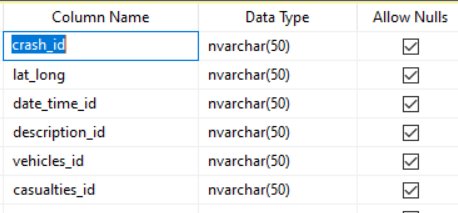 Column Name Data Type Allow Nulls
crash_id nvarchar(50)
lat_long nvarchar(50)
date_time_id nvarchar(50)
description_id nvarchar(50)
vehicles_id nvarchar(50)
casualties_id nvarchar(50)